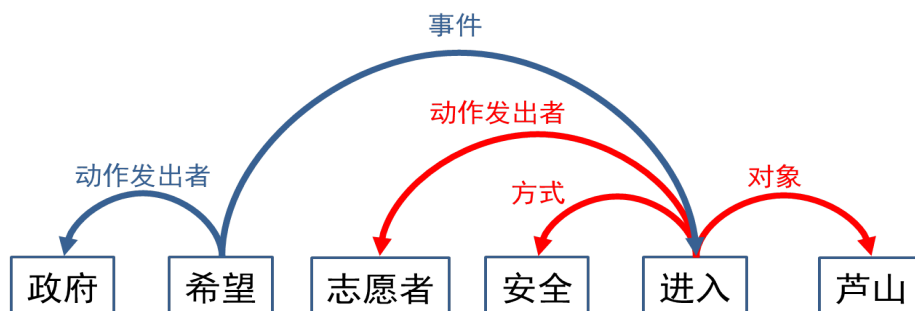 事件
动作发出者
动作发出者
方式
对象
政府 希望 志愿者 安全 进入 芦山